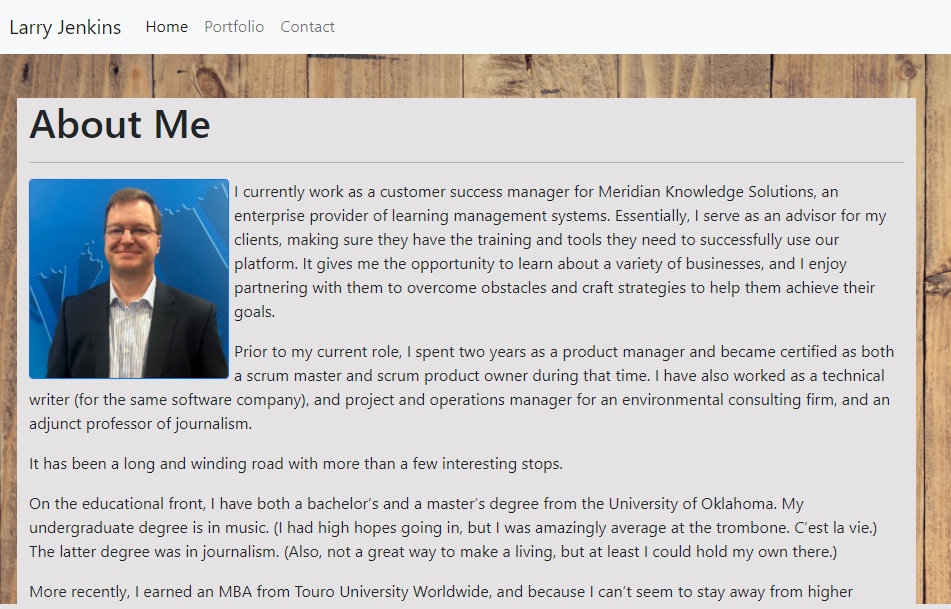 Larry Jenkins Home Portfolio Contact
About Me
I currently work as a customer success manager for Meridian Knowledge Solutions, an
enterprise provider of learning management systems. Essentially, I serve as an advisor for my
clients, making sure they have the training and tools they need to successfully use our
platform. It gives me the opportunity to learn about a variety of businesses, and I enjoy
partnering with them to overcome obstacles and craft strategies to help them achieve their
goals.
Prior to my current role, I spent two years as a product manager and became certified as both
a scrum master and scrum product owner during that time. I have also worked as a technical
writer (for the same software company), and project and operations manager for an environmental consulting firm, and an
adjunct professor of journalism.
It has been a long and winding road with more than a few interesting stops.
On the educational front, I have both a bachelor’s and a master’s degree from the University of Oklahoma. My
undergraduate degree is in music. (I had high hopes going in, but I was amazingly average at the trombone. C’est la vie.)
The latter degree was in journalism. (Also, not a great way to make a living, but at least I could hold my own there.)
More recently, I earned an MBA from Touro University Worldwide, and because I can’t seem to stay away from higher